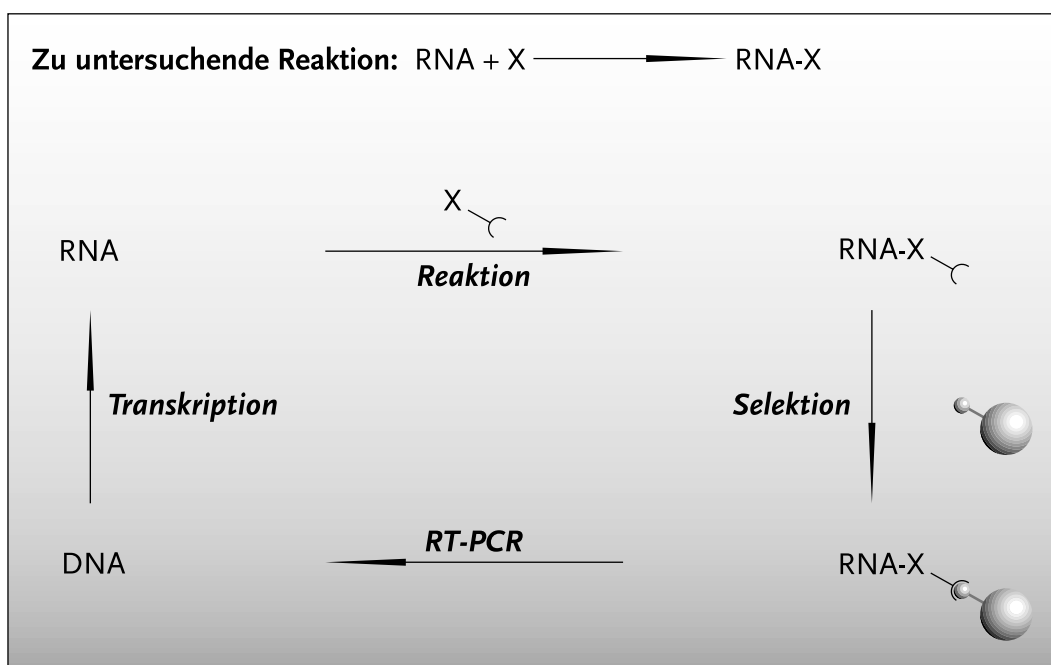 Zu untersuchende Reaktion: RNA + X RNA-X
X
RNA
Reaktion
RNA-X
Transkription
Selektion
RT-PCR
DNA
RNA-X